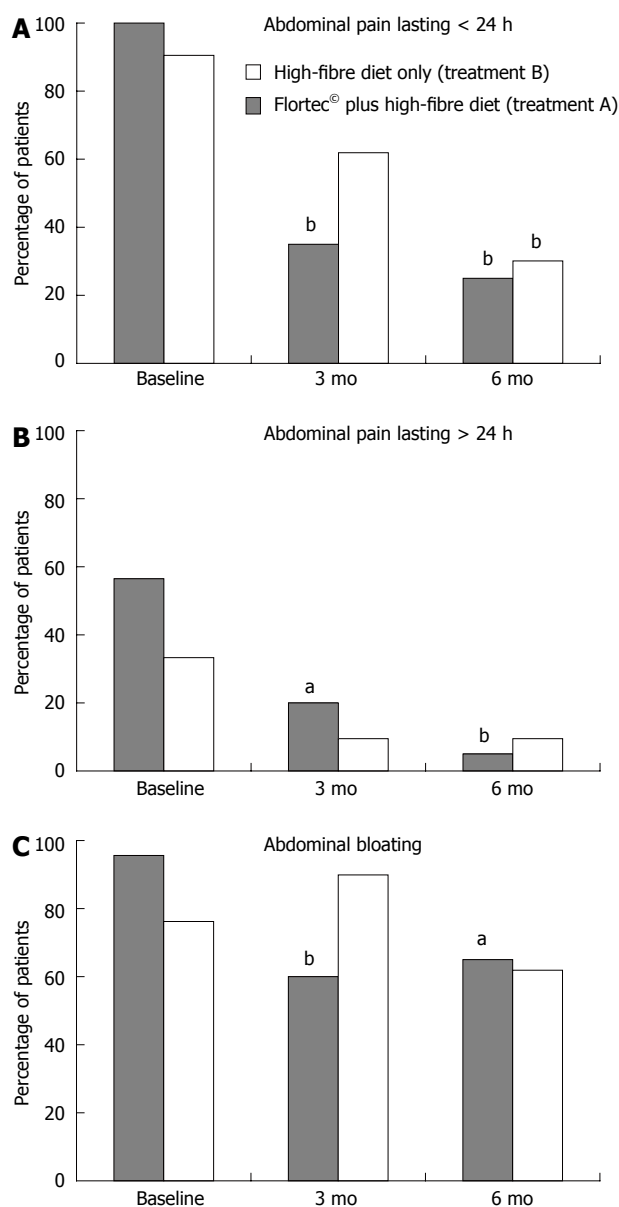 A
Abdominal pain lasting < 24 h
High-fibre diet only (treatment B)
Flortec© plus high-fibre diet (treatment A)
Percentage of patients
100
80
60
40
20
0
b
b
b
Baseline
3 mo
6 mo
B
Abdominal pain lasting > 24 h
Percentage of patients
100
80
60
40
20
0
a
b
Baseline
3 mo
6 mo
C
Abdominal bloating
Percentage of patients
100
80
60
40
20
0
b
a
Baseline
3 mo
6 mo